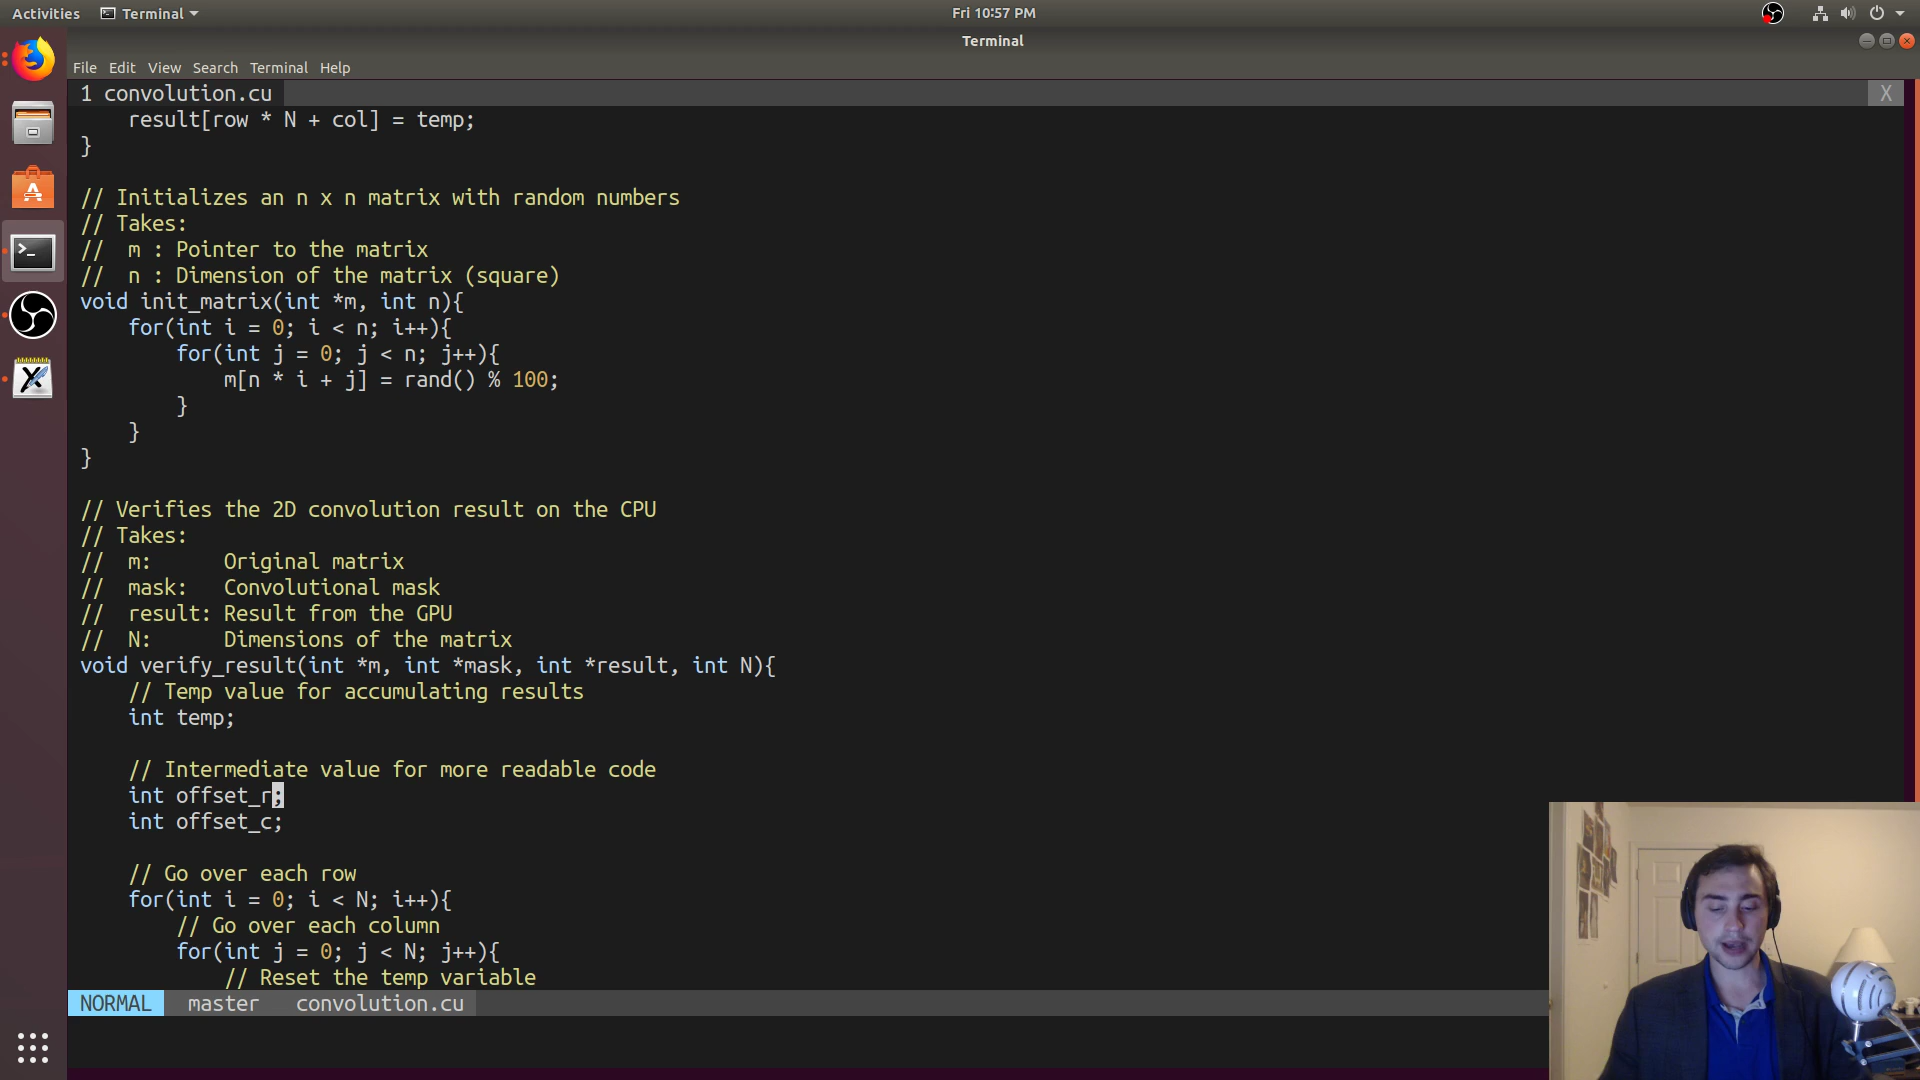 Activities
Terminal
Fri 10:57 PM
Terminal
File Edit View Search Terminal Help
1 convolution.cu
X
result[row * N + col] = temp;
}
// Initializes an n x n matrix with random numbers
// Takes:
//  m : Pointer to the matrix
//  n : Dimension of the matrix (square)
void init_matrix(int *m, int n){
for(int i = 0; i < n; i++){
for(int j = 0; j < n; j++){
m[n * i + j] = rand() % 100;
}
}
}
// Verifies the 2D convolution result on the CPU
// Takes:
//  m:      Original matrix
//  mask:   Convolutional mask
//  result: Result from the GPU
//  N:      Dimensions of the matrix
void verify_result(int *m, int *mask, int *result, int N){
// Temp value for accumulating results
int temp;
// Intermediate value for more readable code
int offset_r;
int offset_c;
// Go over each row
for(int i = 0; i < N; i++){
// Go over each column
for(int j = 0; j < N; j++){
// Reset the temp variable
NORMAL master convolution.cu